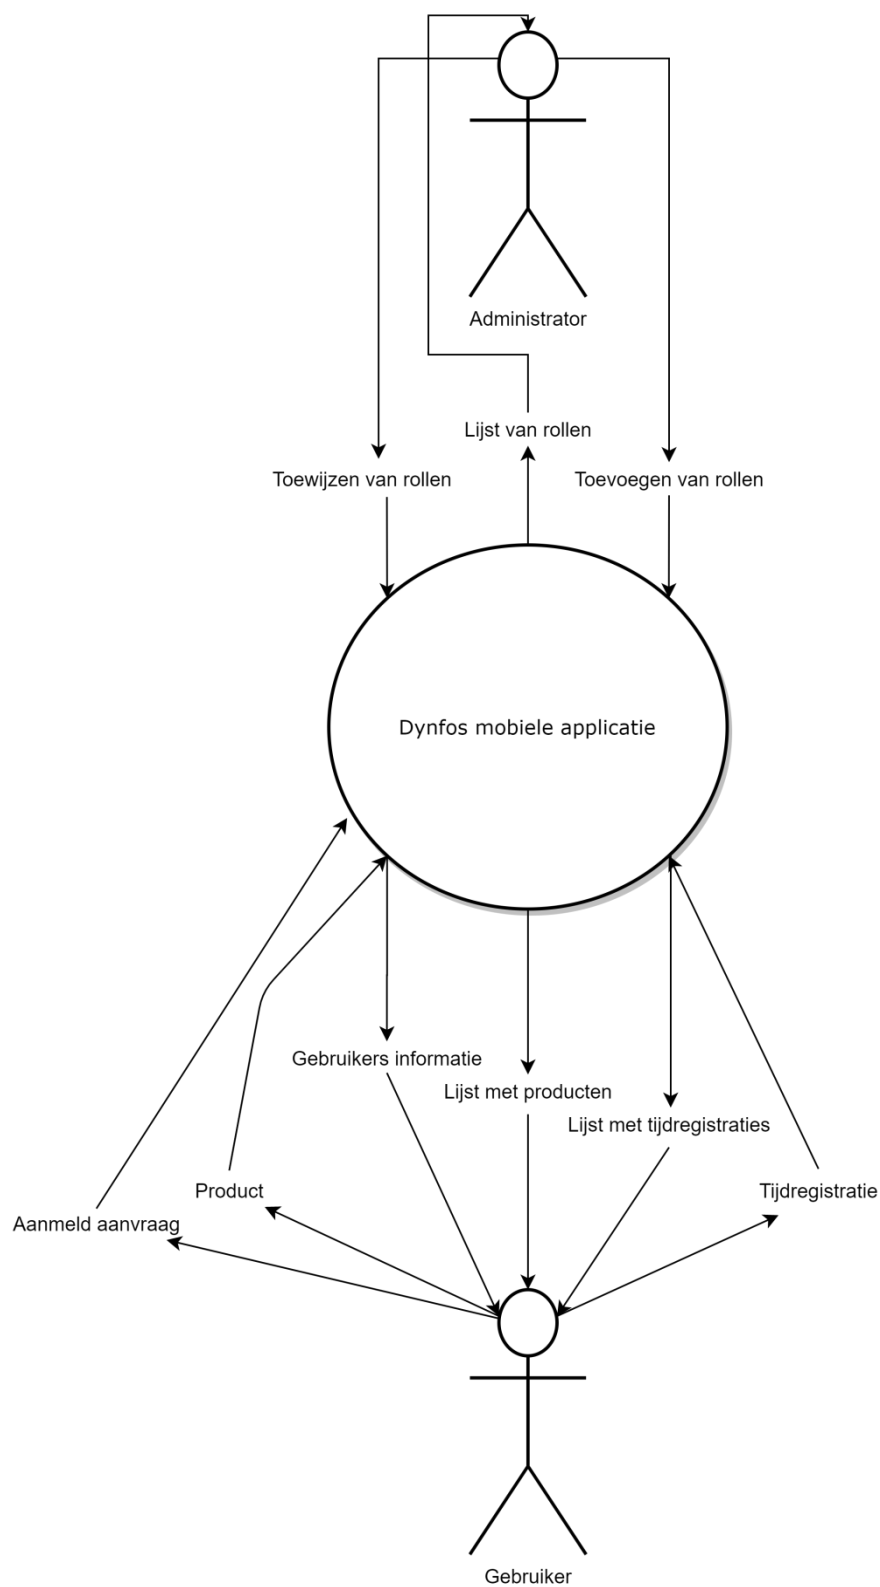 Administrator
Lijst van rollen
Toewijzen van rollen
Toevoegen van rollen
Dynfos mobiele applicatie
Gebruikers informatie
Lijst met producten
Lijst met tijdregistraties
Product
Tijdregistratie
Aanmeld aanvraag
Gebruiker